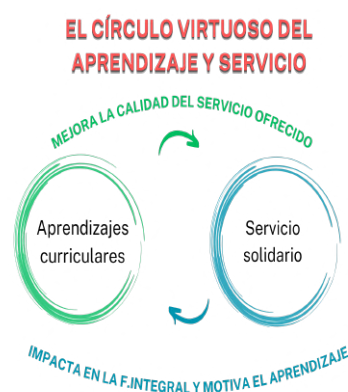 EL CÍRCULO VIRTUOSO DEL
APRENDIZAJE Y SERVICIO
MEJORA LA CALIDAD DEL SERVICIO OFRECIDO
Aprendizajes
curriculares
Servicio
solidario
IMPACTA EN LA F.INTEGRAL Y MOTIVA EL APRENDIZAJE